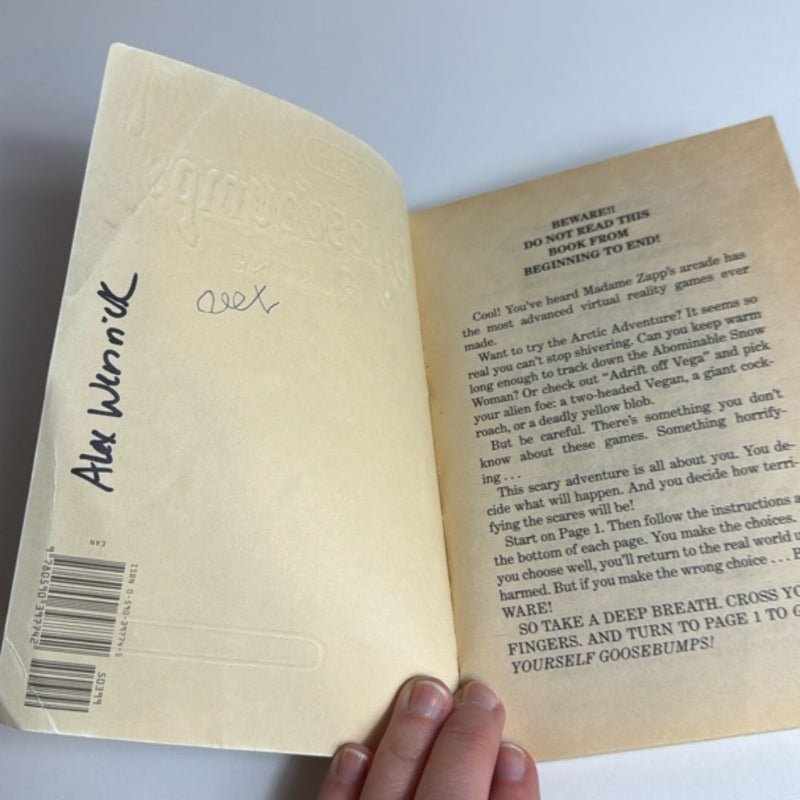 Alex Wernick
alex
CAN
ISBN 0-590-39774-5
9 780590 397742
50399
BEWARE!!
DO NOT READ THIS
BOOK FROM
BEGINNING TO END!
Cool! You've heard Madame Zapp's arcade has
the most advanced virtual reality games ever
made.
Want to try the Arctic Adventure? It seems so
real you can't stop shivering. Can you keep warm
long enough to track down the Abominable Snow
Woman? Or check out "Adrift off Vega" and pick
your alien foe: a two-headed Vegan, a giant cock-
roach, or a deadly yellow blob.
But be careful. There's something you don't
know about these games. Something horrify-
ing . . .
This scary adventure is all about you. You de-
cide what will happen. And you decide how terri-
fying the scares will be!
Start on Page 1. Then follow the instructions a
the bottom of each page. You make the choices.
you choose well, you'll return to the real world u
harmed. But if you make the wrong choice . . . B
WARE!
SO TAKE A DEEP BREATH. CROSS YO
FINGERS. AND TURN TO PAGE 1 TO G
YOURSELF GOOSEBUMPS!